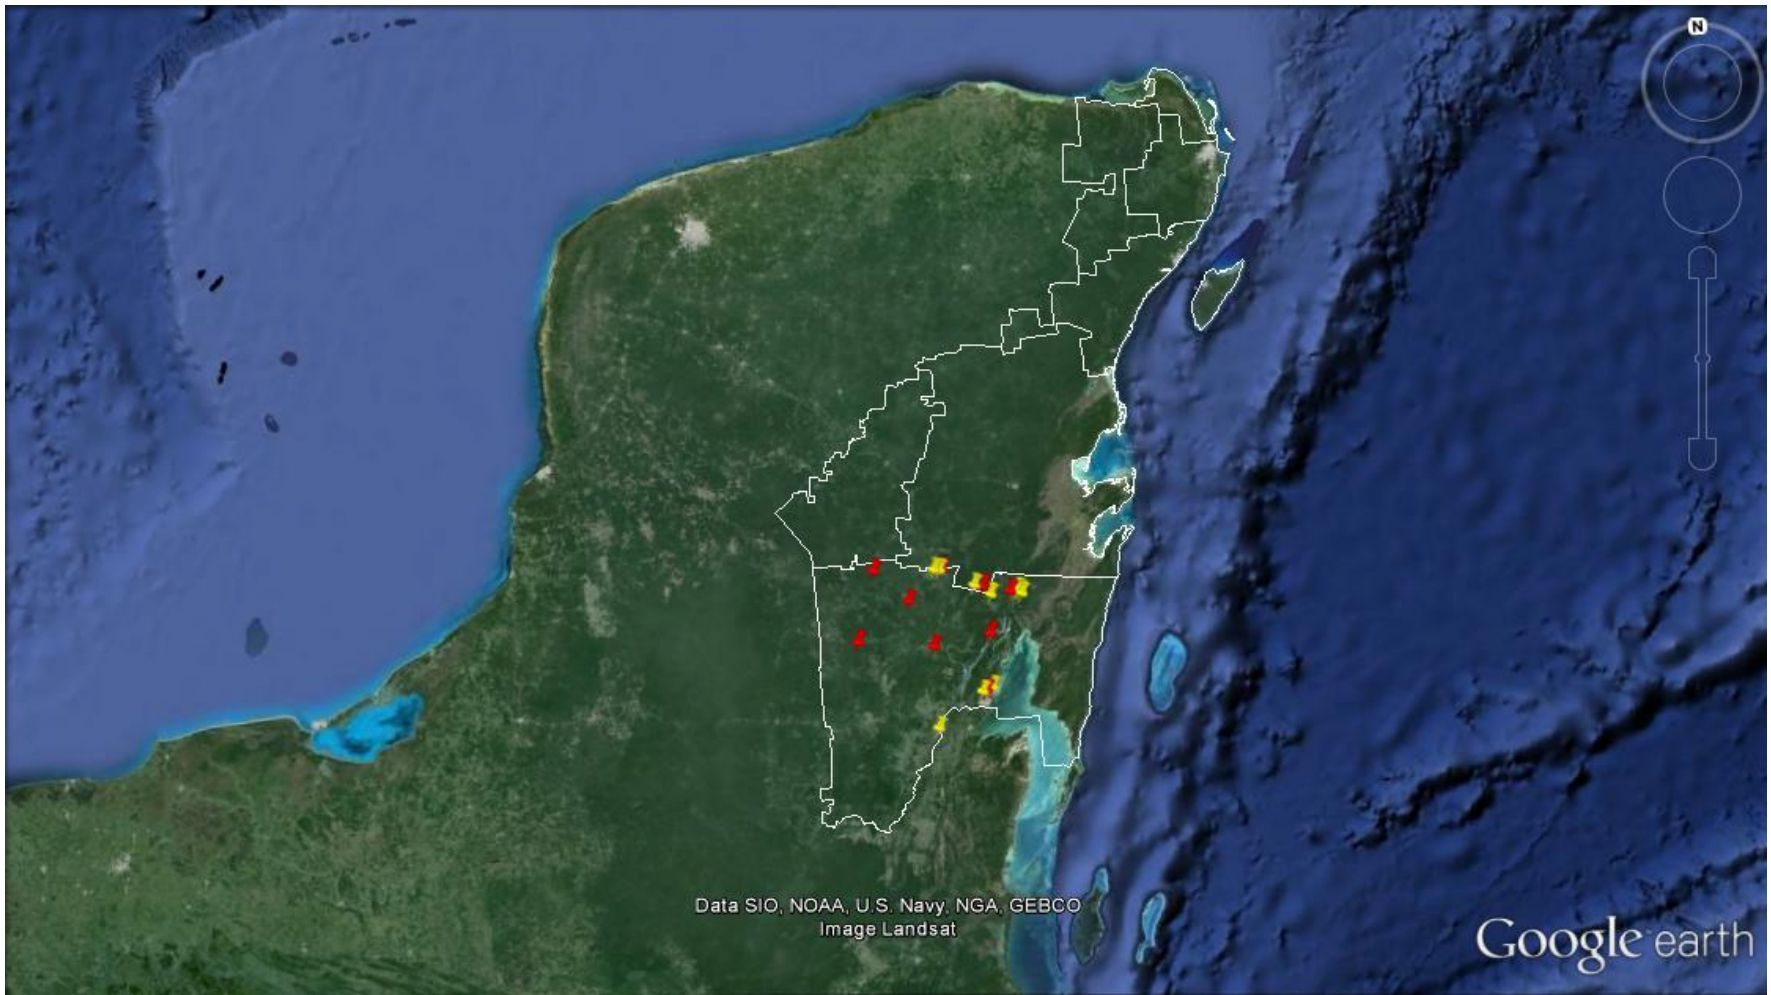 N
Data SIO, NOAA, U.S. Navy, NGA, GEBCO
Image Landsat
Google earth